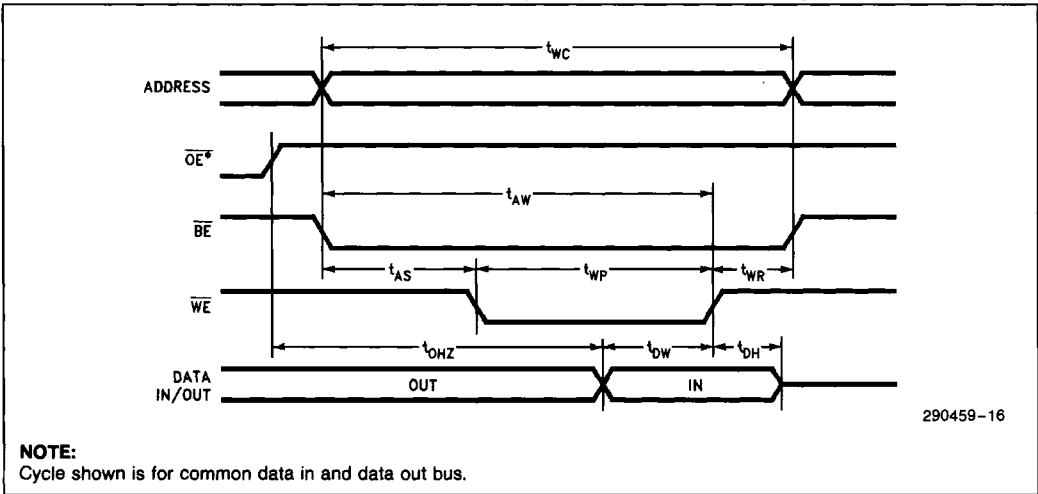 tWC
ADDRESS
OE*
tAW
BE
tAS tWP tWR
WE
tOHZ tDW tDH
DATA
IN/OUT
OUT IN
290459-16
NOTE:
Cycle shown is for common data in and data out bus.